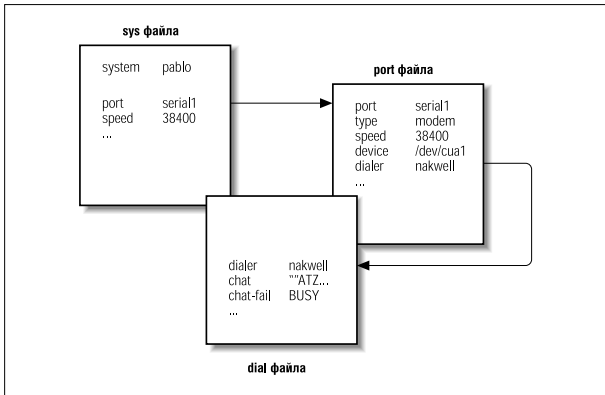 sys файла
system pablo
port serial1
speed 38400
...
port файла
port serial1
type modem
speed 38400
device /dev/cua1
dialer nakwell
...
dialer nakwell
chat ""ATZ...
chat-fail BUSY
...
dial файла